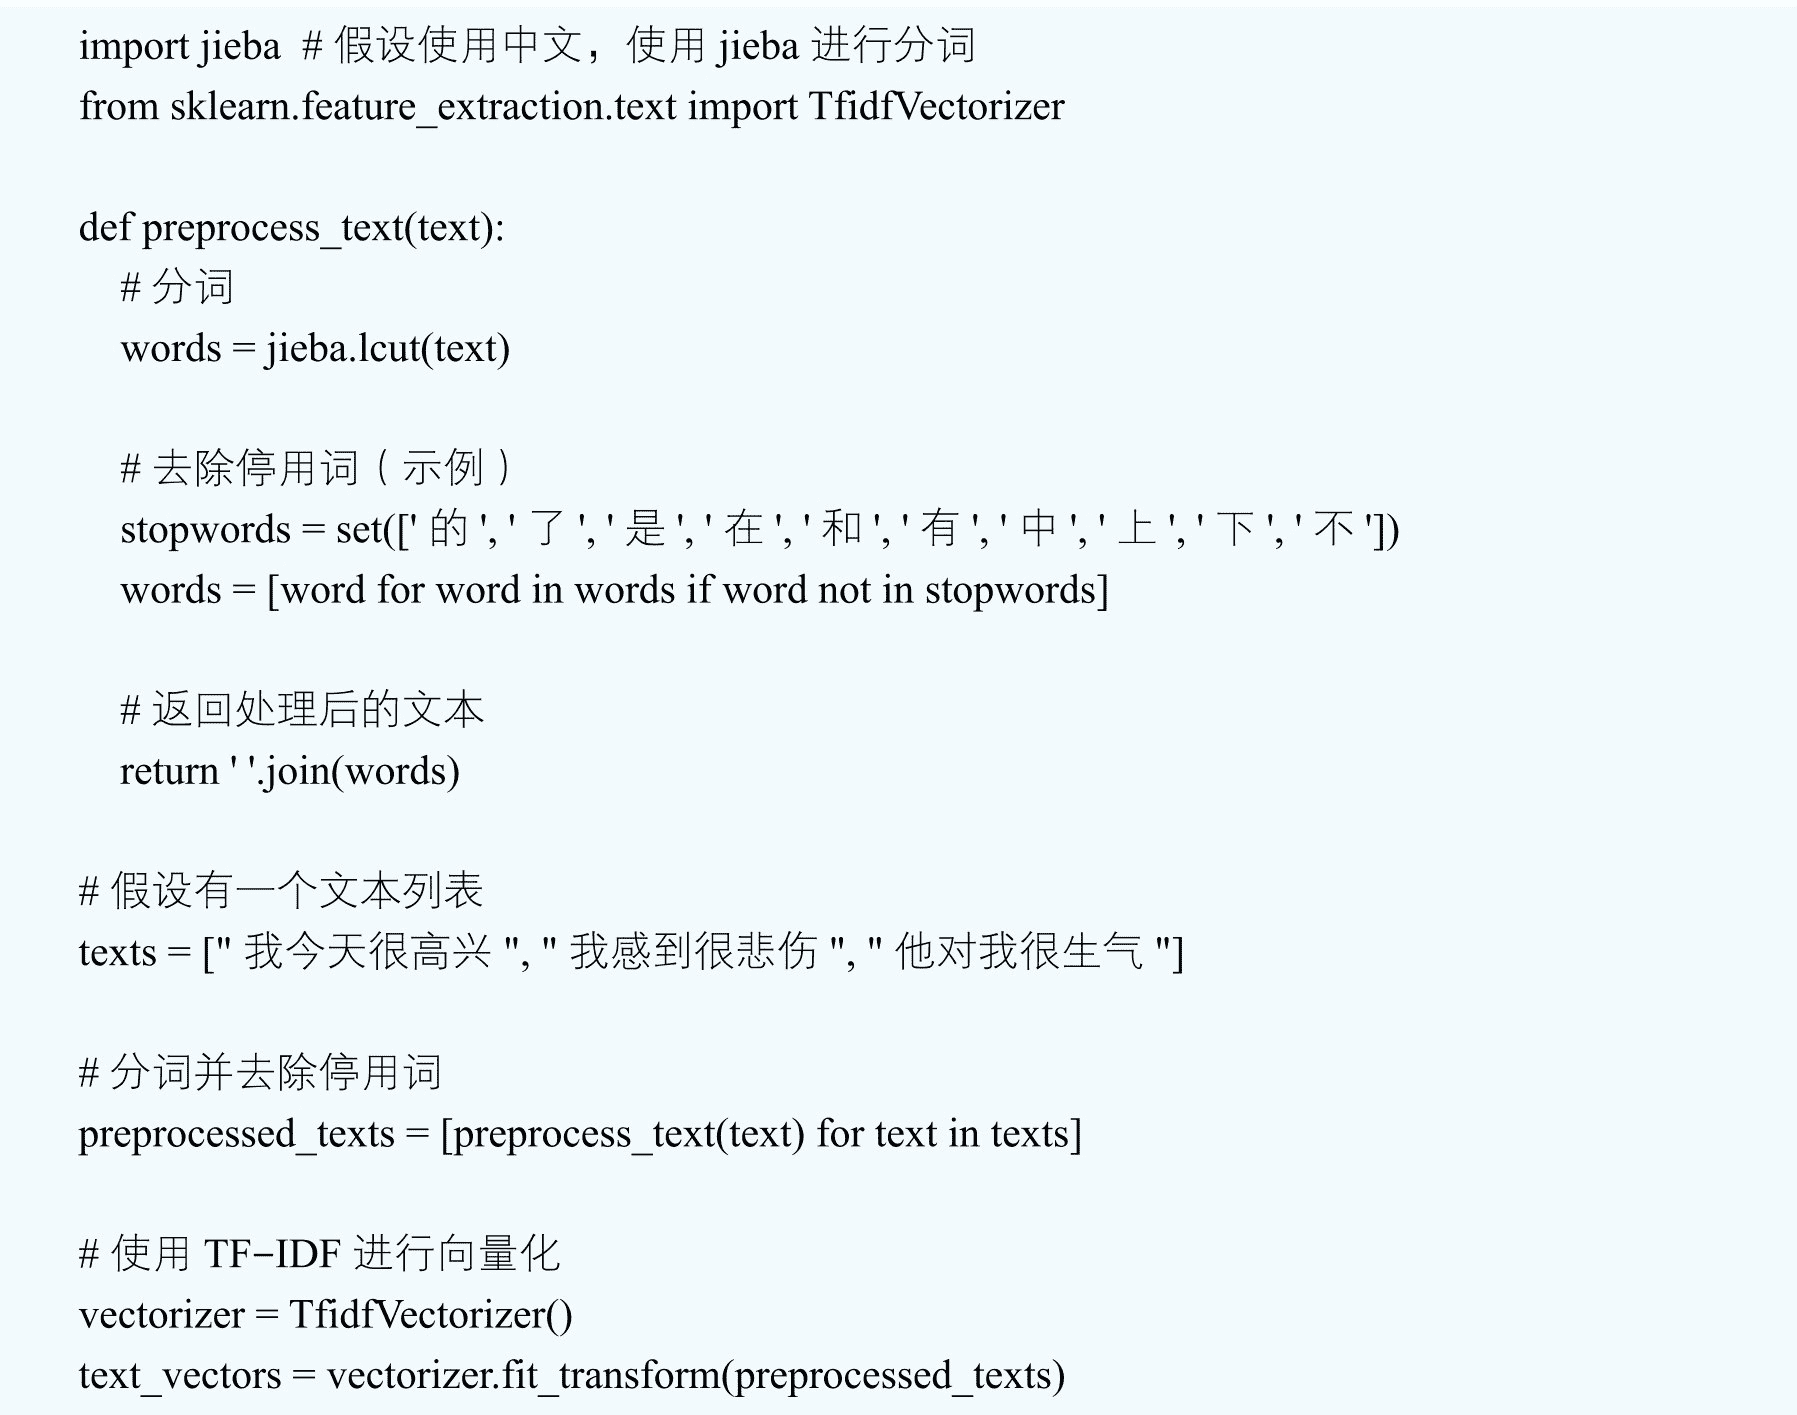 import jieba  # 假设使用中文，使用 jieba 进行分词
from sklearn.feature_extraction.text import TfidfVectorizer

def preprocess_text(text):
    # 分词
    words = jieba.lcut(text)

    # 去除停用词（示例）
    stopwords = set([' 的 ', ' 了 ', ' 是 ', ' 在 ', ' 和 ', ' 有 ', ' 中 ', ' 上 ', ' 下 ', ' 不 '])
    words = [word for word in words if word not in stopwords]

    # 返回处理后的文本
    return ' '.join(words)

# 假设有一个文本列表
texts = [" 我今天很高兴 ", " 我感到很悲伤 ", " 他对我很生气 "]

# 分词并去除停用词
preprocessed_texts = [preprocess_text(text) for text in texts]

# 使用 TF-IDF 进行向量化
vectorizer = TfidfVectorizer()
text_vectors = vectorizer.fit_transform(preprocessed_texts)